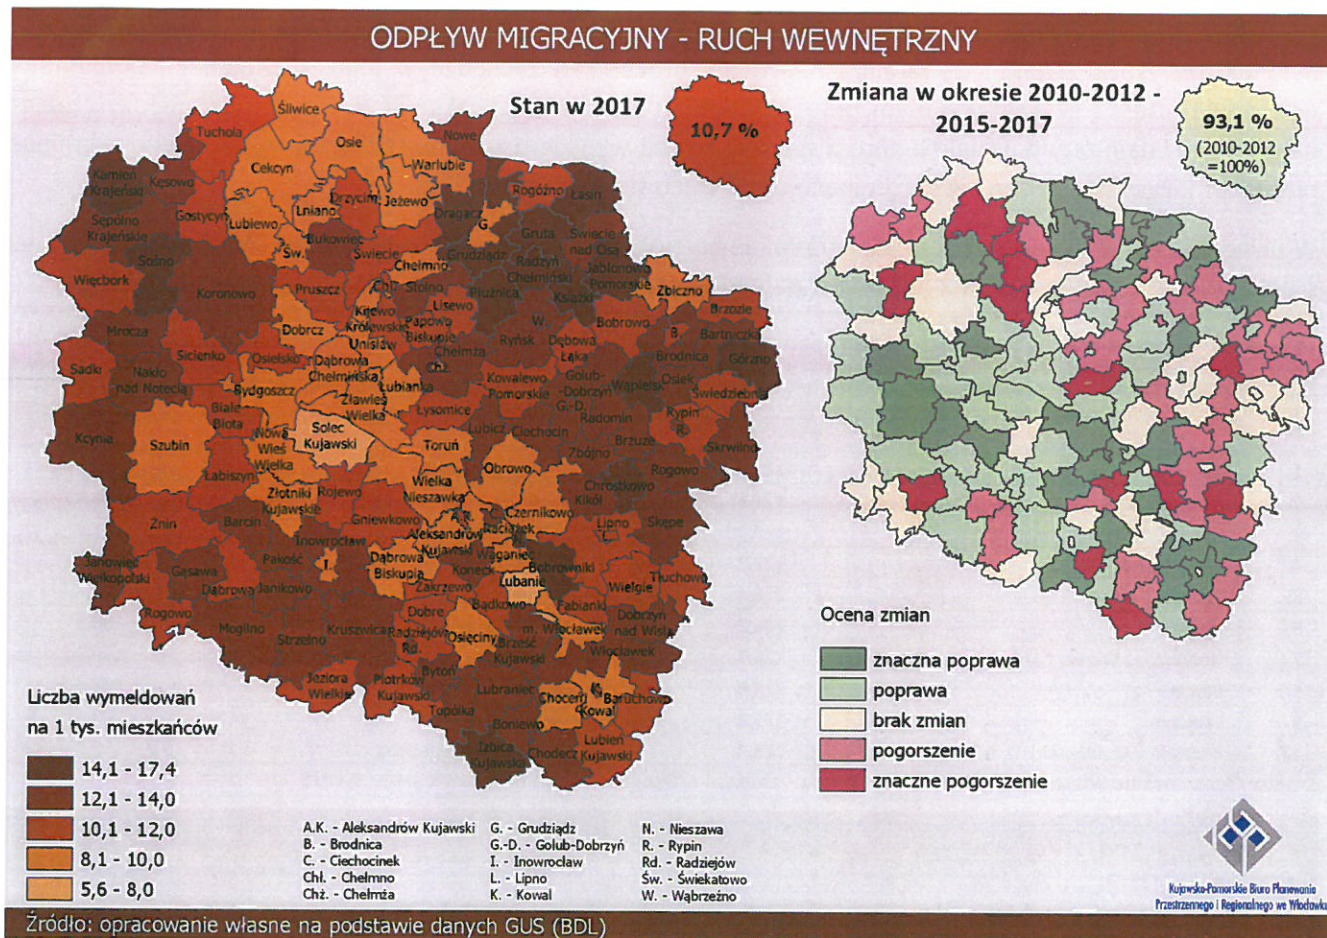 ODPŁYW MIGRACYJNY - RUCH WEWNĘTRZNY
Stan w 2017
10,7 %
Zmiana w okresie 2010-2012 -
2015-2017
93,1 %
(2010-2012
=100%)
Śliwice
Tuchola
Nowe
Osie
Cekcyn
Warlubie
Kamień
Krajeński
Kęsowo
Rogóźno
Łasin
Gostycyn
Drzycim
Jeżewo
Dragacz
G.
Lniano
Lubiewo
Sępólno
Krajeńskie
Bukowiec
Gruta
Świecie
nad Osą
Sośno
Św.
Świecie
Grudziądz
Radzyń
Chełmiński
Chełmno
Jabłonowo
Pomorskie
Więcbork
Koronowo
Pruszcz
Chł.
Stolno
Płużnica
Książki
Zbiczno
Lisewo
Kijewo
Królewskie
Papowo
Biskupie
Bobrowo
Brzozie
Mrocza
Dobrcz
Unisław
W.
B.
Bartniczka
Sicienko
Osielsko
Dąbrowa
Chełmińska
Chełmża
Ryńsk
Dębowa
Łąka
Brodnica
Górzno
Sadki
Nakło
nad Notecią
Chż.
Bydgoszcz
Łubianka
Kowalewo
Pomorskie
Golub-
Dobrzyń
G.-D.
Wąpielsk
Osiek
Świedziebnia
Zławieś
Wielka
Białe
Błota
Łysomice
Radomin
Rypin
R.
Kcynia
Szubin
Nowa
Wieś
Wielka
Solec
Kujawski
Toruń
Lubicz
Ciechocin
Brzuze
Skrwilno
Zbójno
Łabiszyn
Obrowo
Rogowo
Wielka
Nieszawka
Chrostkowo
Złotniki
Kujawskie
Rojewo
Czernikowo
Kikół
Żnin
Barcin
Gniewkowo
A.K.
C.
Raciążek
Lipno
L.
Skępe
Inowrocław
Aleksandrów
Kujawski
Pakość
I.
Dąbrowa
Biskupia
Waganiec
Janowiec
Wielkopolski
Gąsawa
Koneck
Bobrowniki
Tłuchowo
Dąbrowa
Janikowo
Zakrzewo
Lubanie
Wielgie
Rogowo
Bądkowo
Fabianki
Dobre
Dobrzyń
nad Wisłą
Mogilno
Kruszwica
Radziejów
Rd.
Osięciny
m. Włocławek
Strzelno
Brześć
Kujawski
Włocławek
Jeziora
Wielkie
Piotrków
Kujawski
Bytoń
Lubraniec
Choceń
Kowal
Baruchowo
Topólka
Boniewo
Izbica
Kujawska
Chodecz
Lubień
Kujawski
Liczba wymeldowań
na 1 tys. mieszkańców
14,1 - 17,4
12,1 - 14,0
10,1 - 12,0
8,1 - 10,0
5,6 - 8,0
A.K. - Aleksandrów Kujawski
B. - Brodnica
C. - Ciechocinek
Chł. - Chełmno
Chż. - Chełmża
G. - Grudziądz
G.-D. - Golub-Dobrzyń
I. - Inowrocław
L. - Lipno
K. - Kowal
N. - Nieszawa
R. - Rypin
Rd. - Radziejów
Św. - Świekatowo
W. - Wąbrzeźno
Ocena zmian
znaczna poprawa
poprawa
brak zmian
pogorszenie
znaczne pogorszenie
Kujawsko-Pomorskie Biuro Planowania
Przestrzennego i Regionalnego we Włocławku
Źródło: opracowanie własne na podstawie danych GUS (BDL)